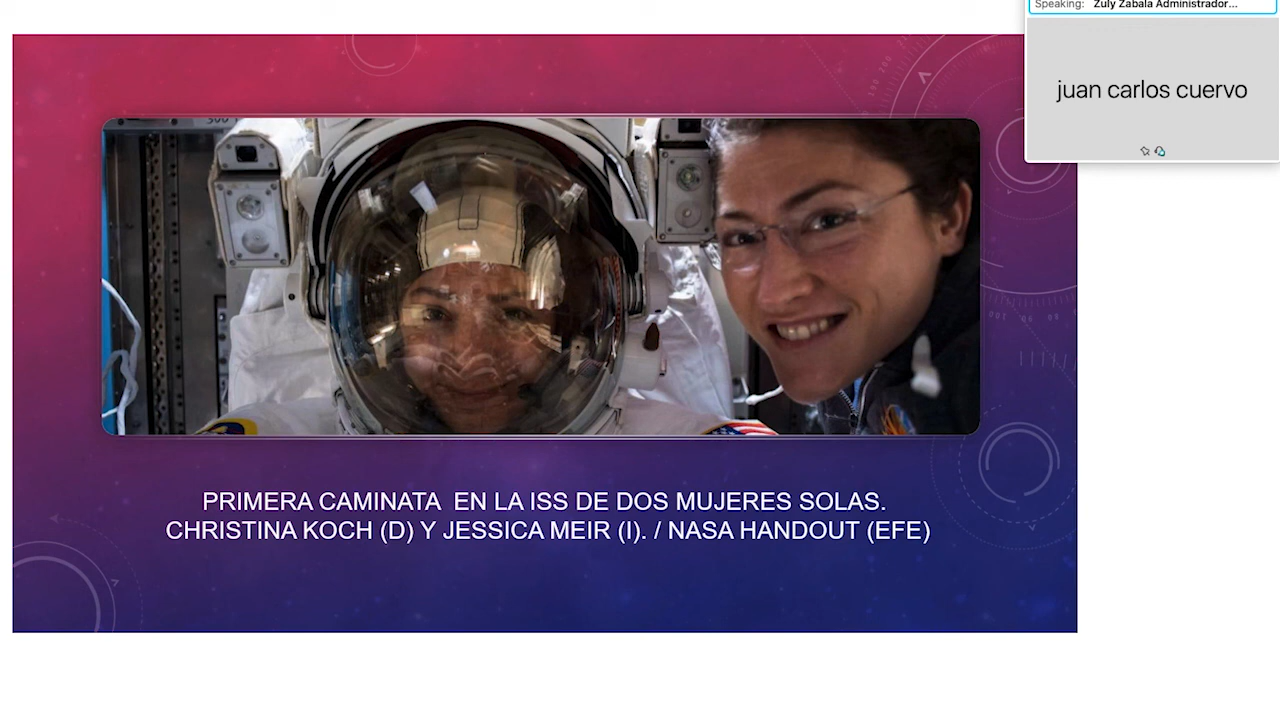 Speaking: Zuly Zabala Administrador...
juan carlos cuervo
PRIMERA CAMINATA  EN LA ISS DE DOS MUJERES SOLAS.
CHRISTINA KOCH (D) Y JESSICA MEIR (I). / NASA HANDOUT (EFE)